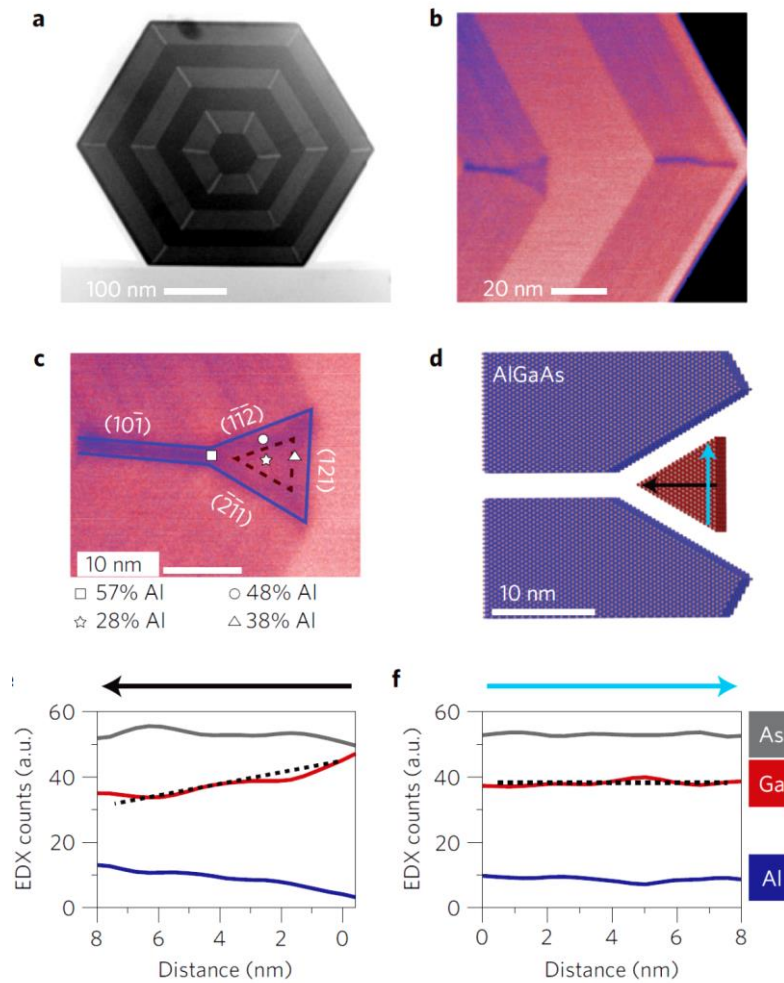 a
100 nm
b
20 nm
c
(101̄)
(1̄1̄2)
(121)
(2̄1̄1)
10 nm
□ 57% Al ○ 48% Al
☆ 28% Al △ 38% Al
d
AlGaAs
10 nm
EDX counts (a.u.)
60
40
20
0
8 6 4 2 0
Distance (nm)
f
EDX counts (a.u.)
60
40
20
0
0 2 4 6 8
Distance (nm)
As
Ga
Al